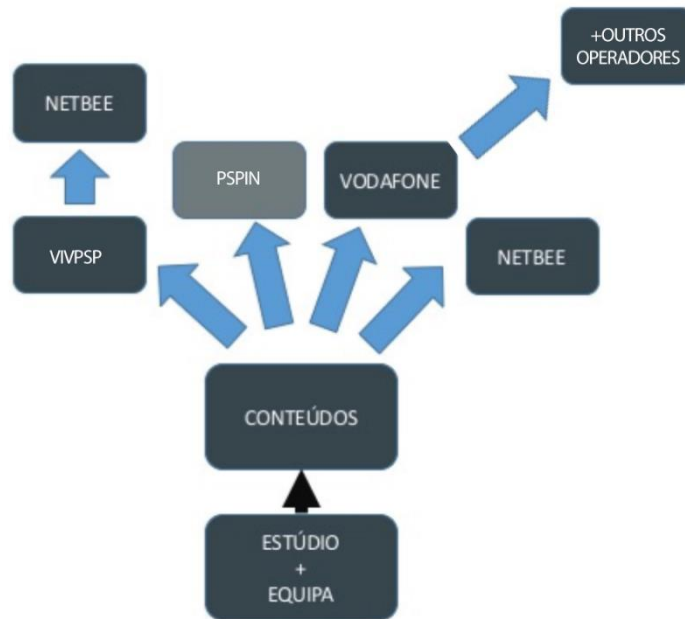 +OUTROS
OPERADORES
NETBEE
PSPIN
VODAFONE
VIVPSP
NETBEE
CONTEÚDOS
ESTÚDIO
+
EQUIPA